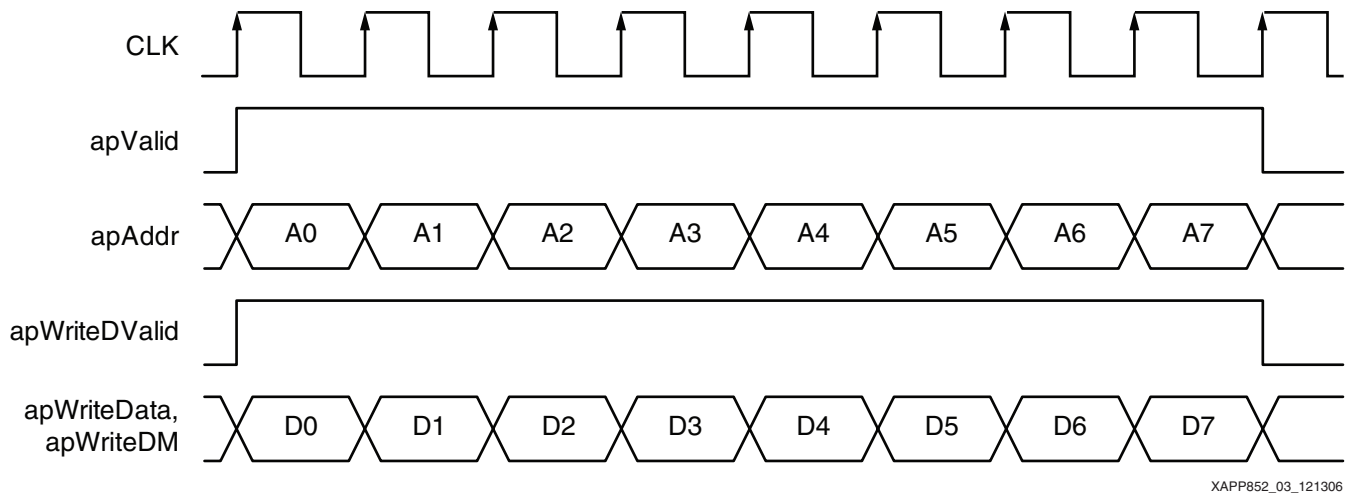 CLK
apValid
apAddr A0 A1 A2 A3 A4 A5 A6 A7
apWriteDValid
apWriteData,
apWriteDM
D0 D1 D2 D3 D4 D5 D6 D7
XAPP852_03_121306